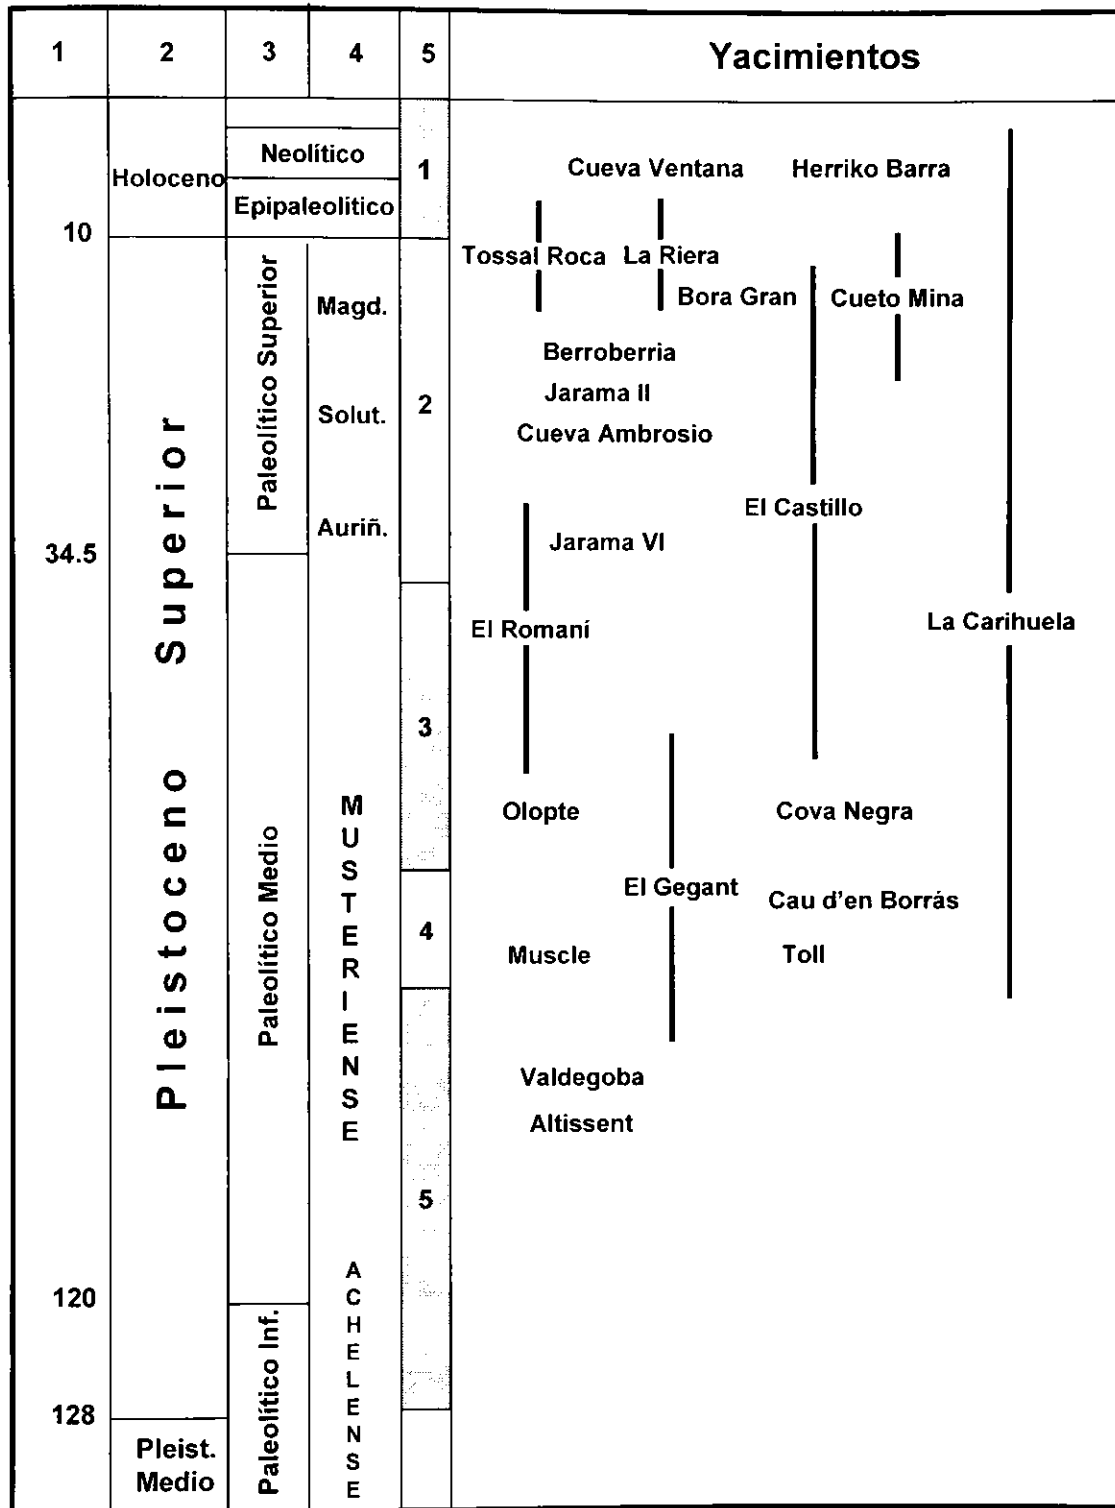 1 2 3 4 5 Yacimientos
Neolítico
Holoceno
1
Cueva Ventana Herriko Barra
Epipaleolitico
10
Tossal Roca La Riera
Bora Gran Cueto Mina
Paleolítico Superior
Magd.
Berroberria
Jarama II
2
Solut.
Cueva Ambrosio
El Castillo
Auriñ.
Jarama VI
34.5
La Carihuela
El Romaní
Pleistoceno Superior
3
Olopte Cova Negra
Paleolítico Medio
MUSTERIENSE
El Gegant
Cau d'en Borrás
4
Muscle Toll
Valdegoba
Altissent
5
120
ACHELENSE
Paleolítico Inf.
128
Pleist.
Medio